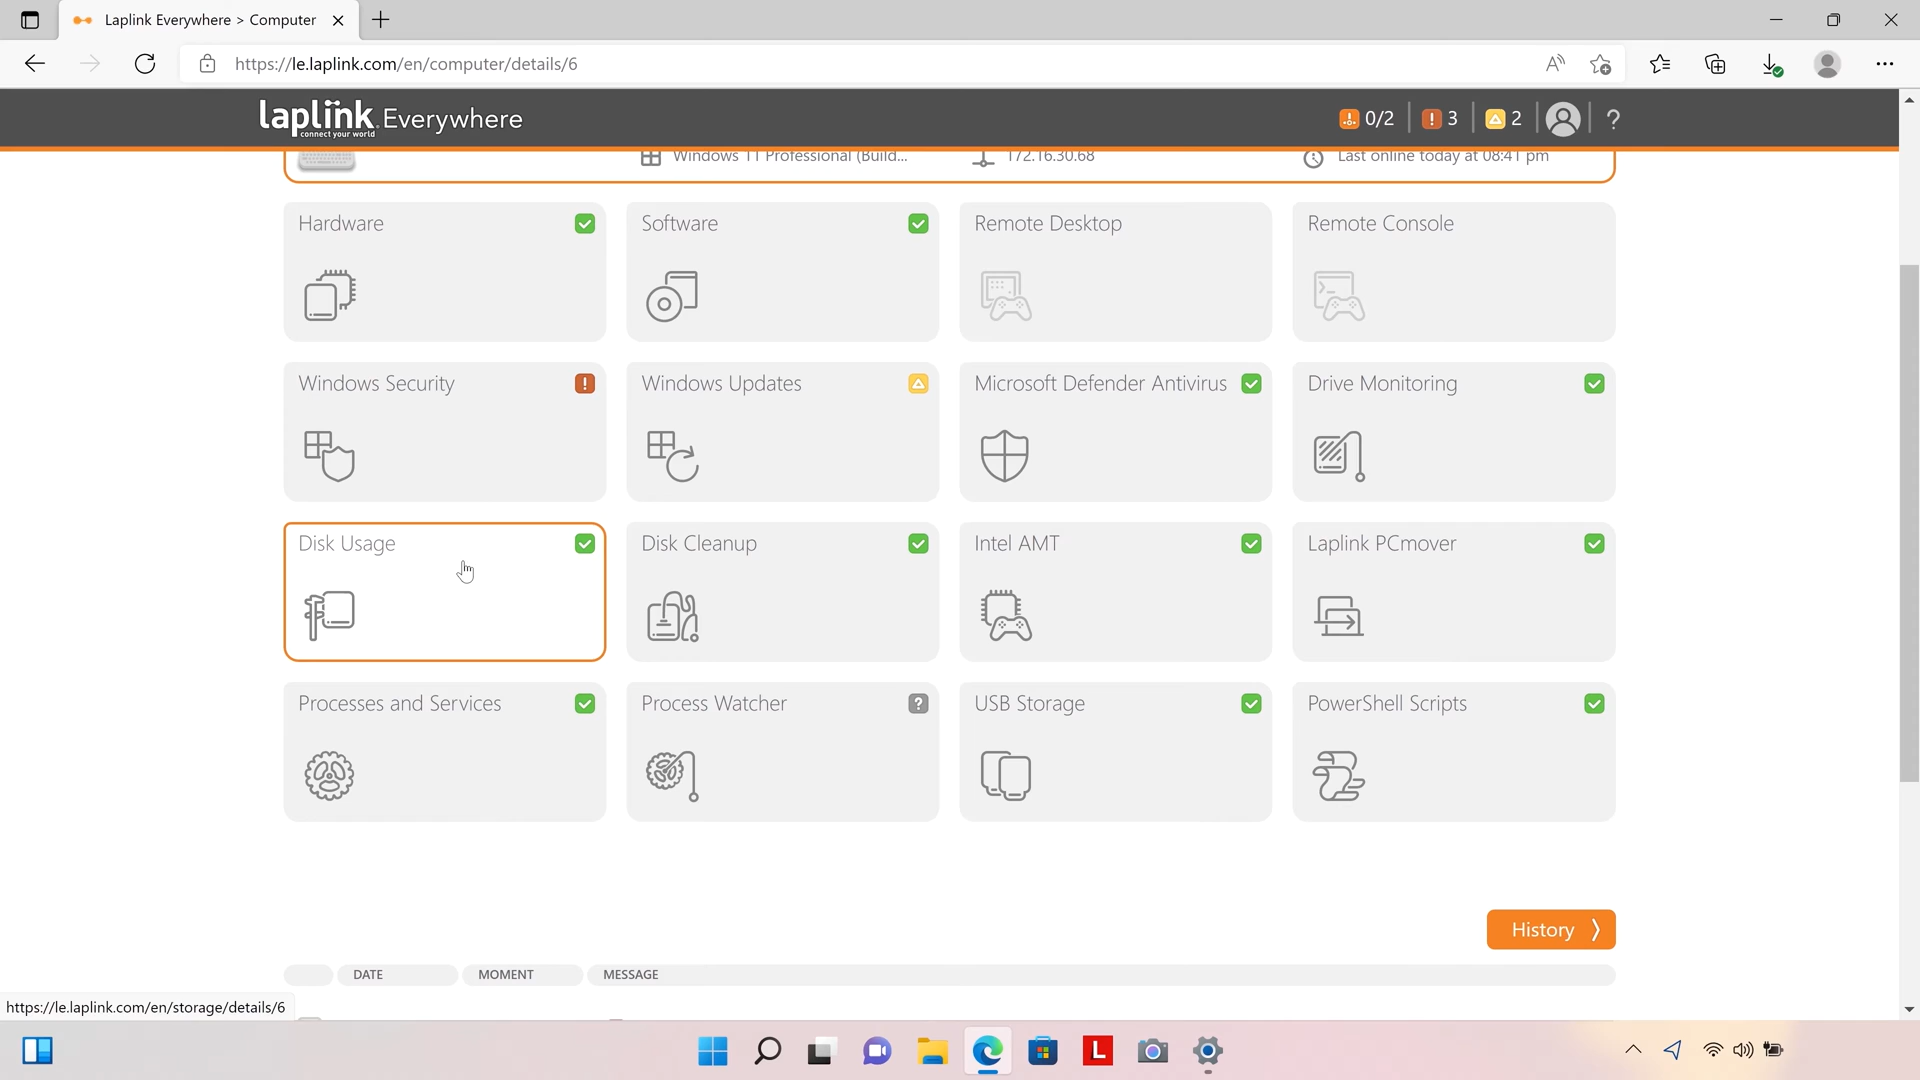 Laplink Everywhere > Computer
https://le.laplink.com/en/computer/details/6
laplink Everywhere
connect your world
0/2
3
2
?
Windows 11 Professional (Build...
172.16.30.68
Last online today at 08:41 pm
Hardware
Software
Remote Desktop
Remote Console
Windows Security
Windows Updates
Microsoft Defender Antivirus
Drive Monitoring
Disk Usage
Disk Cleanup
Intel AMT
Laplink PCmover
Processes and Services
Process Watcher
?
USB Storage
PowerShell Scripts
History
DATE
MOMENT
MESSAGE
https://le.laplink.com/en/storage/details/6
L